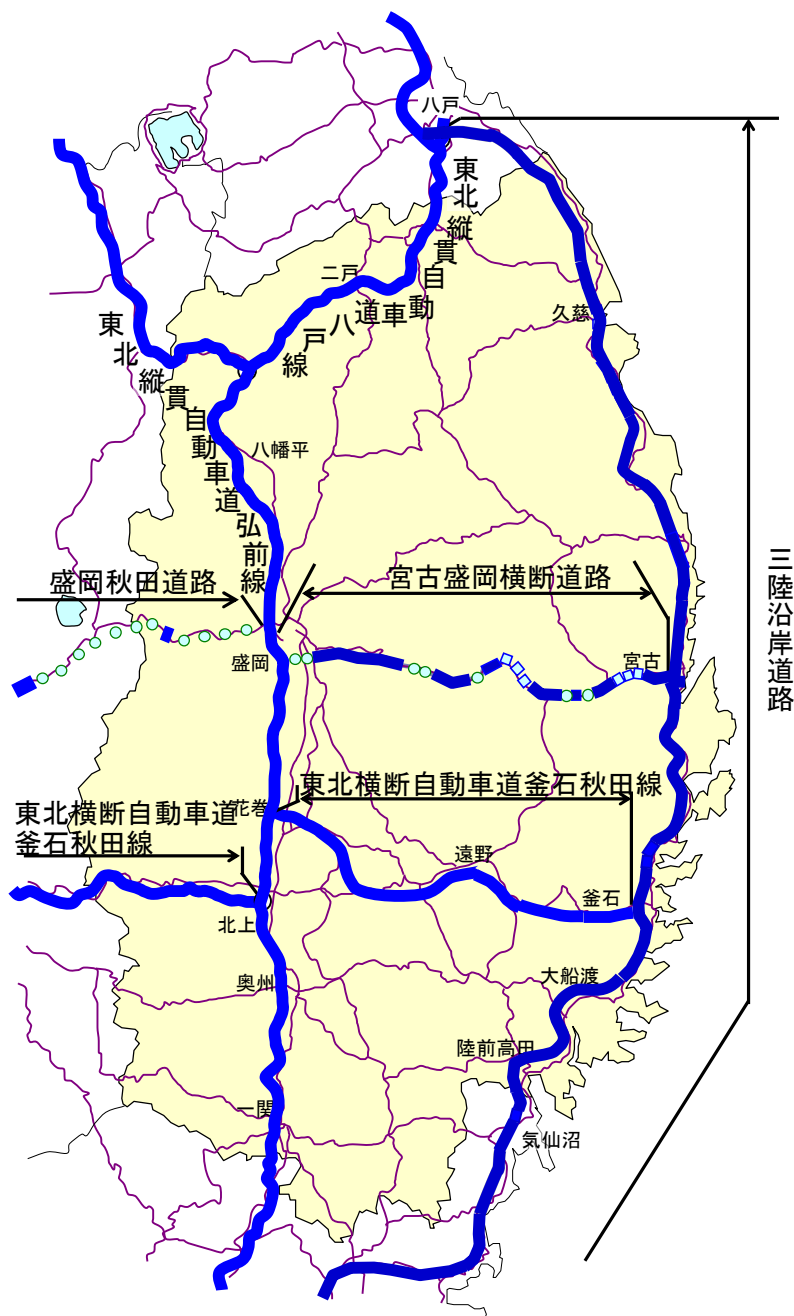 八戸
東北縦貫自動車道八戸線
二戸
久慈
東北縦貫自動車道弘前線
八幡平
盛岡秋田道路
宮古盛岡横断道路
三陸沿岸道路
盛岡
宮古
東北横断自動車道釜石秋田線
花巻
東北横断自動車道
釜石秋田線
遠野
釜石
北上
奥州
大船渡
陸前高田
一関
気仙沼